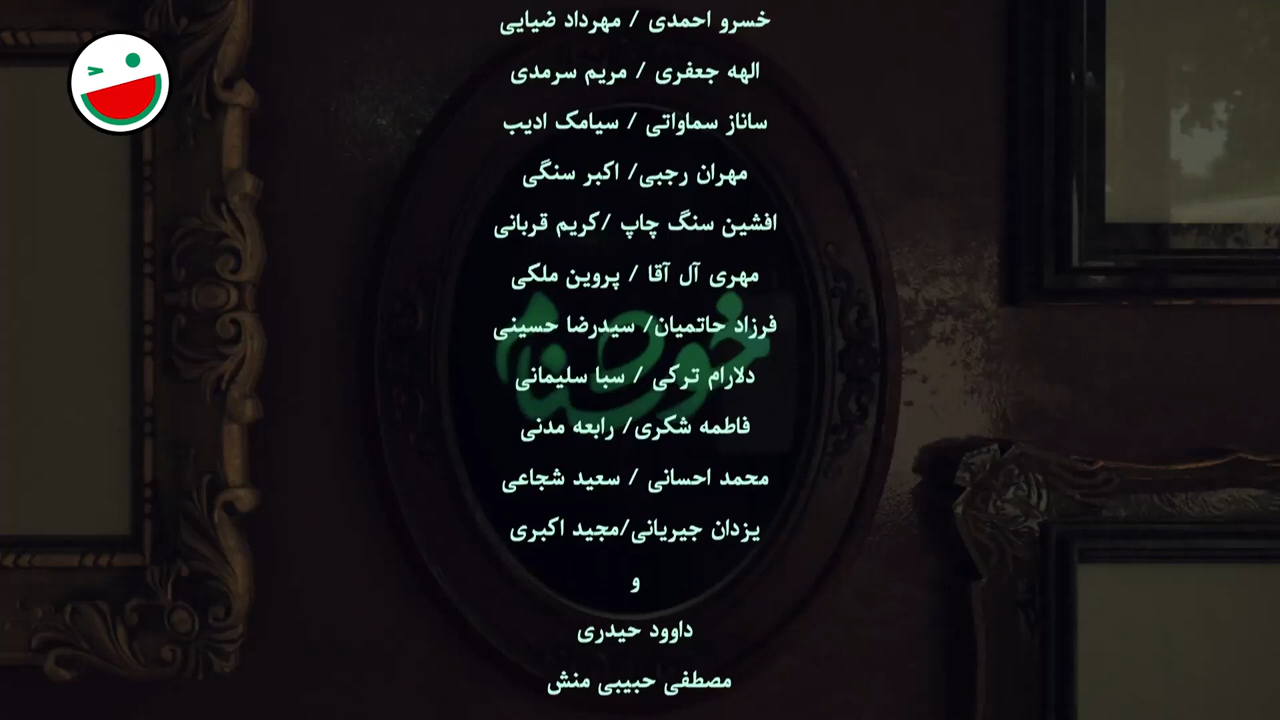 خسرو احمدی / مهرداد ضیایی
الهه جعفری / مریم سرمدی
ساناز سماواتی / سیامک ادیب
مهران رجبی/ اکبر سنگی
افشین سنگ چاپ /کریم قربانی
مهری آل آقا / پروین ملکی
فرزاد حاتمیان/ سیدرضا حسینی
دلارام ترکی / سبا سلیمانی
فاطمه شکری/ رابعه مدنی
محمد احسانی / سعید شجاعی
یزدان جیریانی/مجید اکبری
و
داوود حیدری
مصطفی حبیبی منش